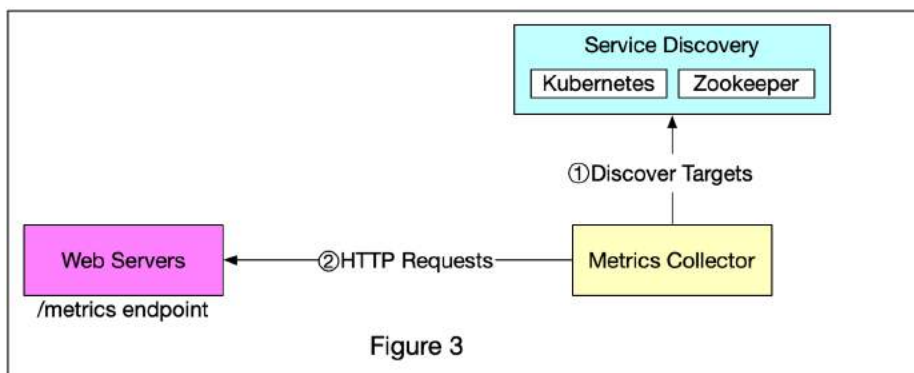 Service Discovery
Kubernetes Zookeeper
①Discover Targets
Web Servers
②HTTP Requests
Metrics Collector
/metrics endpoint
Figure 3